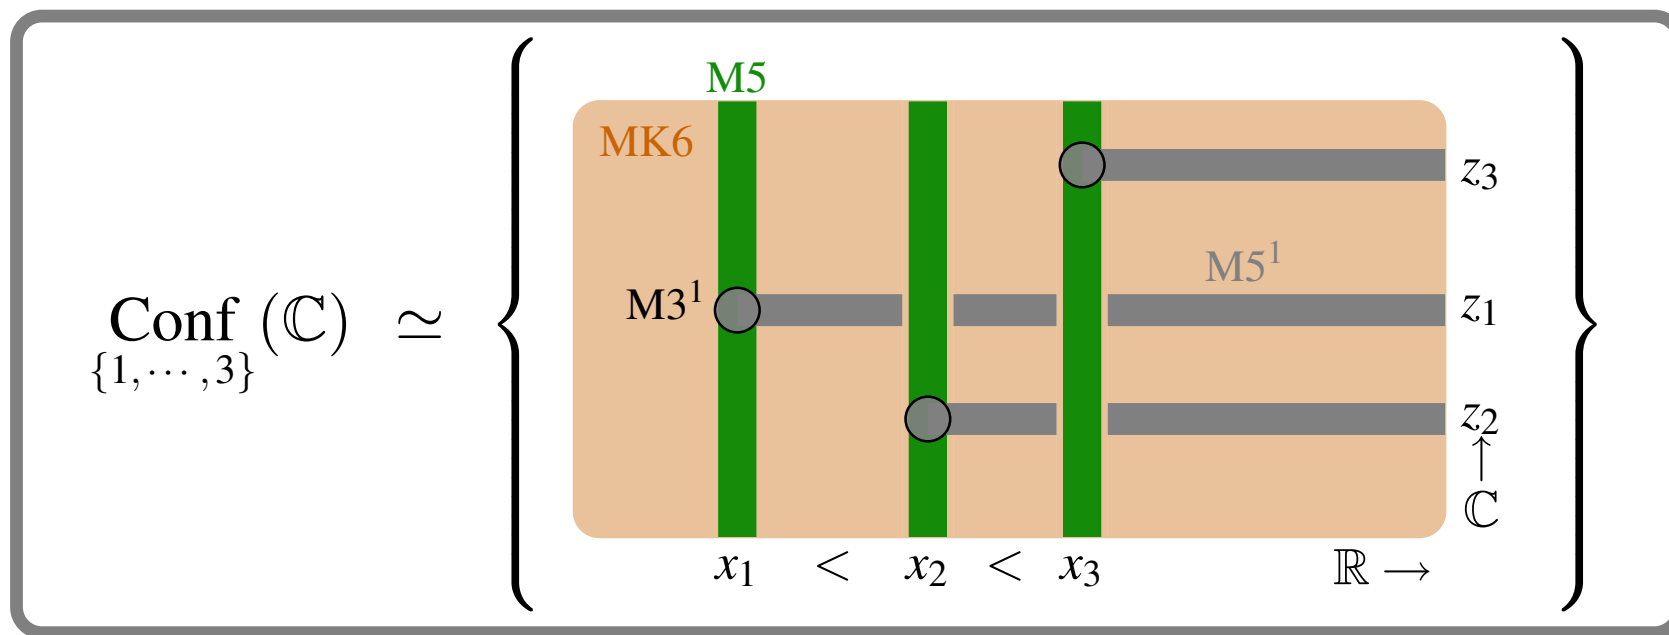 M5
MK6
z₃
M5¹
M3¹
z₁
Conf (ℂ) ≃
{1, ⋯ , 3}
z₂
↑
ℂ
x₁ < x₂ < x₃ ℝ →